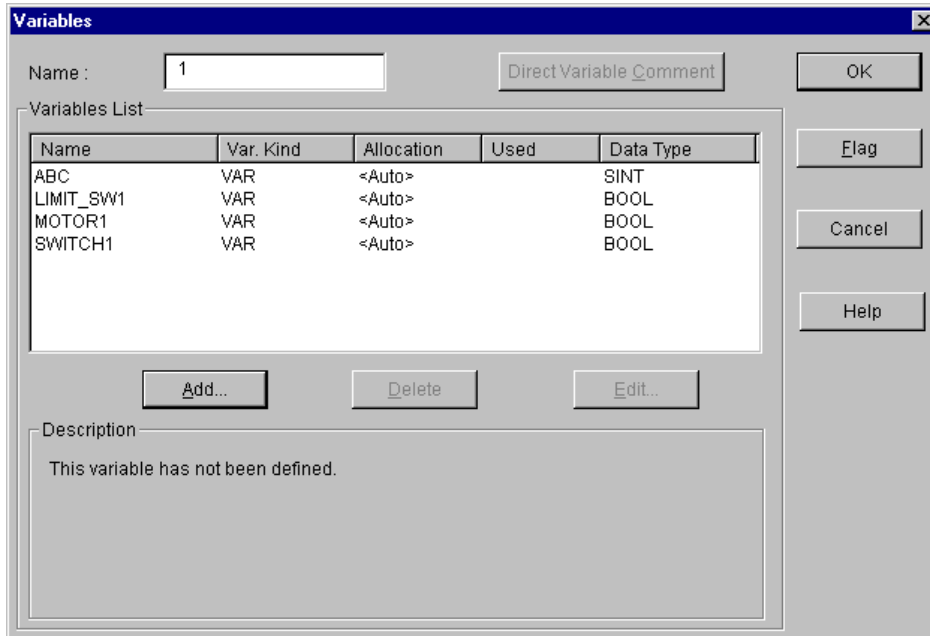 Variables
Name : 1 Direct Variable Comment OK
Variables List
Name Var. Kind Allocation Used Data Type Flag
ABC VAR <Auto> SINT
LIMIT_SW1 VAR <Auto> BOOL
MOTOR1 VAR <Auto> BOOL Cancel
SWITCH1 VAR <Auto> BOOL
Help
Add... Delete Edit...
Description
This variable has not been defined.